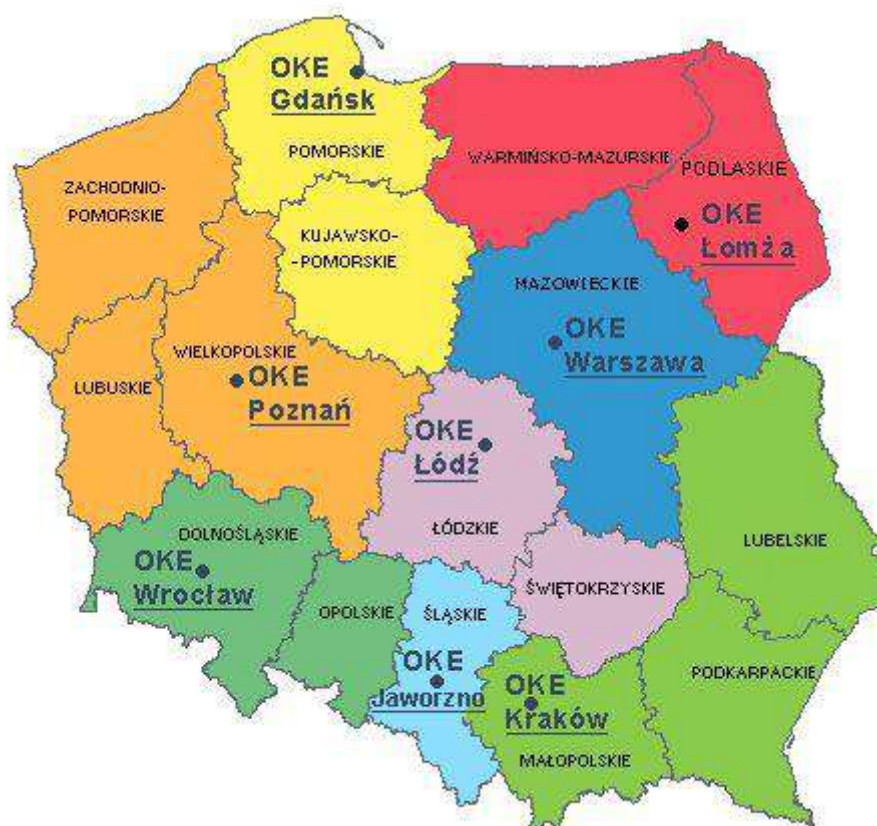 OKE
Gdańsk
POMORSKIE
WARMIŃSKO-MAZURSKIE
PODLASKIE
ZACHODNIO-
POMORSKIE
OKE
Łomża
KUJAWSKO-
-POMORSKIE
MAZOWIECKIE
OKE
Warszawa
WIELKOPOLSKIE
LUBUSKIE
OKE
Poznań
OKE
Łódź
ŁÓDZKIE
DOLNOŚLĄSKIE
OKE
Wrocław
LUBELSKIE
ŚWIĘTOKRZYSKIE
OPOLSKIE
ŚLĄSKIE
OKE
Jaworzno
PODKARPACKIE
OKE
Kraków
MAŁOPOLSKIE